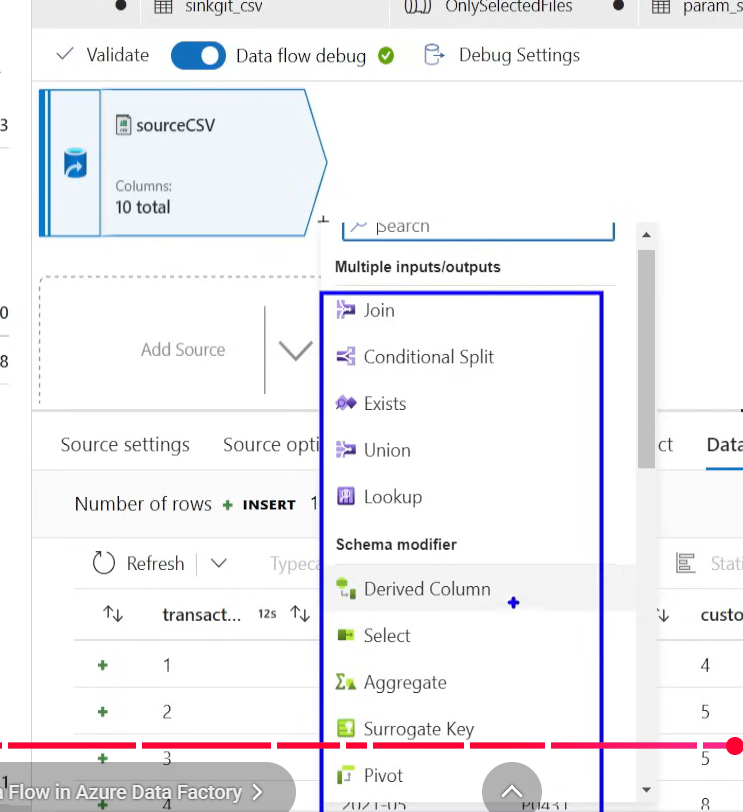 sinkgit_csv OnlySelectedFiles param_s
Validate Data flow debug Debug Settings
3
sourceCSV
Columns:
10 total
Search
Multiple inputs/outputs
0
Join
Add Source
8
Conditional Split
Exists
Source settings Source opti ct Data
Union
Lookup
Number of rows + INSERT 1
Schema modifier
Refresh Typeca Stati
Derived Column
transact... 12s custo
Select
1 4
Aggregate
2 5
Surrogate Key
3 5
Pivot
1
Flow in Azure Data Factory
4 2021-05 P0431 8